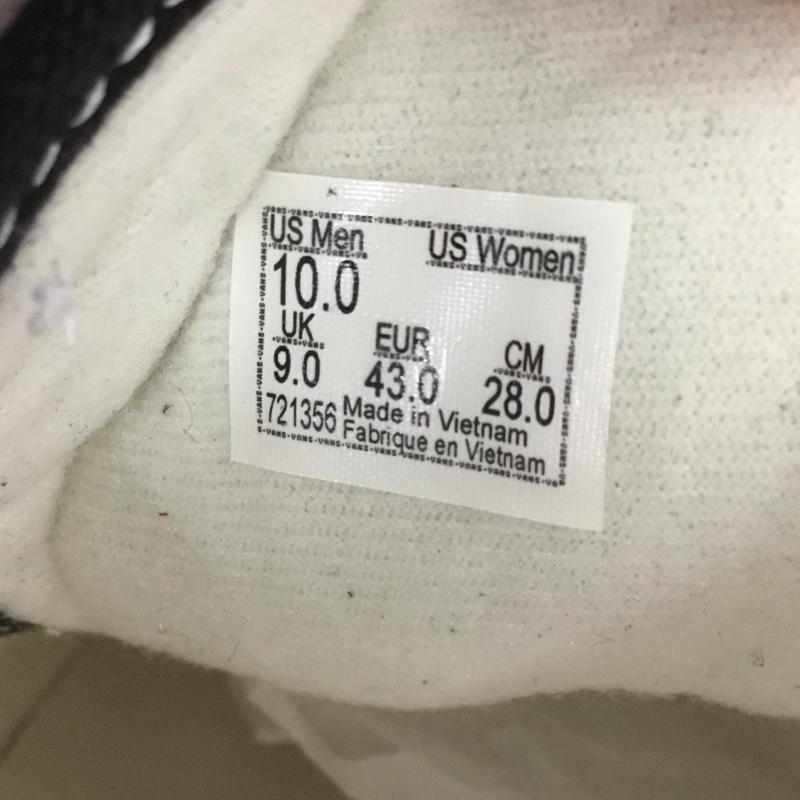 US Men US Women
10.0
UK EUR CM
9.0 43.0 28.0
721356 Made in Vietnam
Fabrique en Vietnam